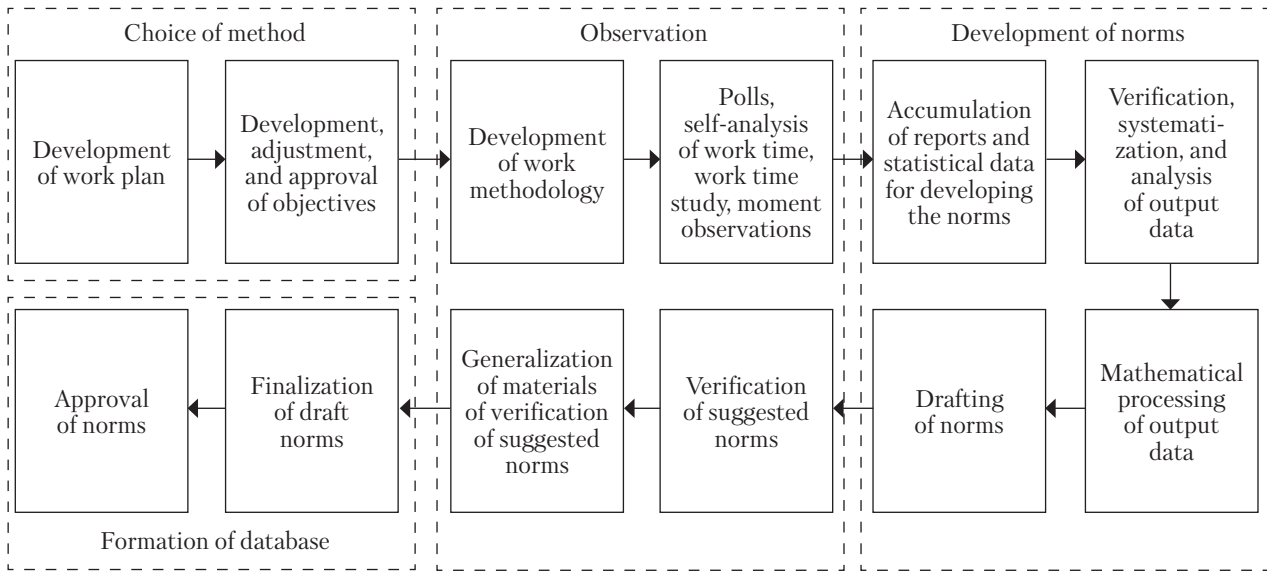 Choice of method
Observation
Development of norms
Development
of work plan
Development,
adjustment,
and approval
of objectives
Development
of work
methodology
Polls,
self-analysis
of work time,
work time
study, moment
observations
Accumulation
of reports and
statistical data
for developing
the norms
Verification,
systemati-
zation, and
analysis
of output
data
Approval
of norms
Finalization
of draft
norms
Generalization
of materials
of verification
of suggested
norms
Verification
of suggested
norms
Drafting
of norms
Mathematical
processing
of output
data
Formation of database